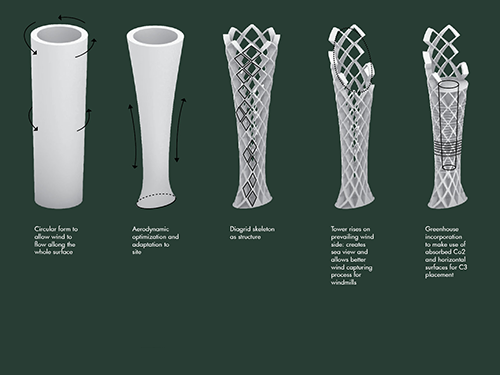 Circular form to
allow wind to
flow allong the
whole surface
Aerodynamic
optimization and
adaptation to
site
Diagrid skeleton
as structure
Tower rises on
prevailing wind
side: creates
sea view and
allows better
wind capturing
process for
windmills
Greenhouse
incorporation
to make use of
absorbed Co2
and horizontal
surfaces for C3
placement